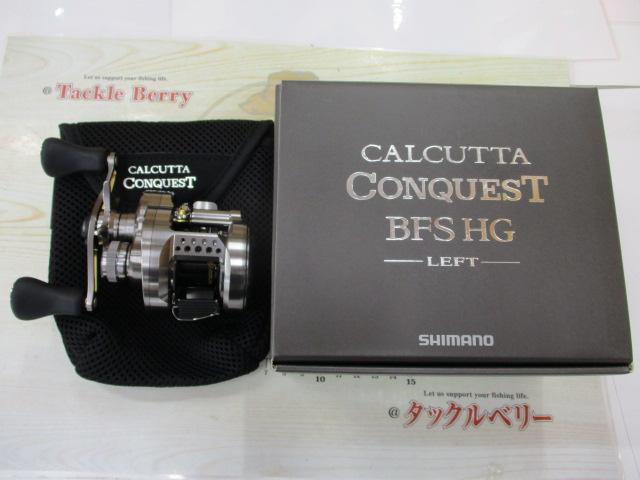 Let us support your fishing life.
@ Tackle Berry
CALCUTTA
CONQUEST
CALCUTTA
CONQUEST
BFS HG
LEFT
SHIMANO
10 15
Let us support your fishing life.
@タックルベリー